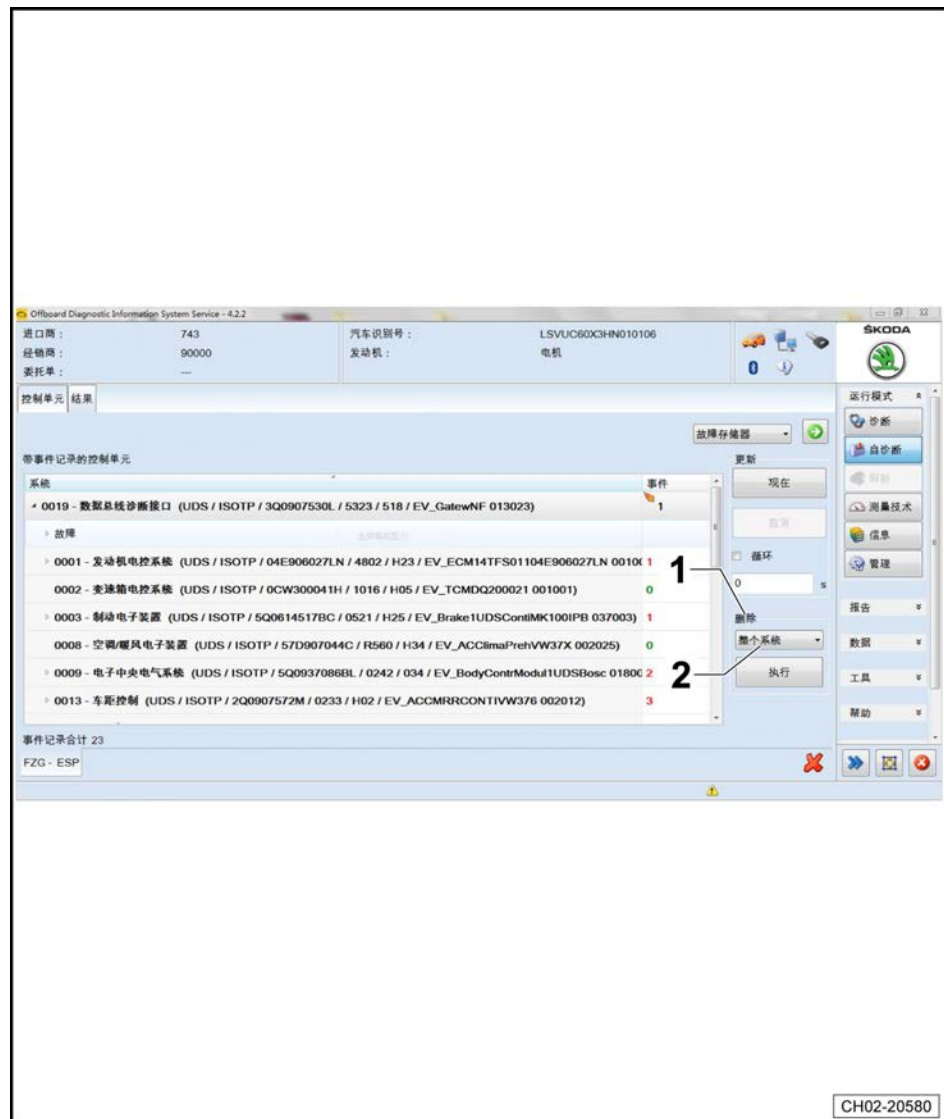 Offboard Diagnostic Information System Service - 4.2.2
进口商： 743 汽车识别号： LSVUC60X3HN010106
经销商： 90000 发动机： 电机
委托单： ---
ŠKODA
控制单元 结果
运行模式
诊断
故障存储器
自诊断
带事件记录的控制单元
更新
系统 事件
现在
0019 - 数据总线诊断接口 (UDS / ISOTP / 3Q0907530L / 5323 / 518 / EV_GatewNF 013023) 1
测量技术
故障
取消
信息
0001 - 发动机电控系统 (UDS / ISOTP / 04E906027LN / 4802 / H23 / EV_ECM14TFS01104E906027LN 0010( 1
循环
管理
1
0002 - 变速箱电控系统 (UDS / ISOTP / 0CW300041H / 1016 / H05 / EV_TCMDQ200021 001001) 0
0 s
报告
0003 - 制动电子装置 (UDS / ISOTP / 5Q0614517BC / 0521 / H25 / EV_Brake1UDSContiMK100IPB 037003) 1
删除
整个系统
数据
0008 - 空调/暖风电子装置 (UDS / ISOTP / 57D907044C / R560 / H34 / EV_ACClimaPrehVW37X 002025) 0
2
执行
工具
0009 - 电子中央电气系统 (UDS / ISOTP / 5Q0937086BL / 0242 / 034 / EV_BodyContrModul1UDSBosc 0180( 2
0013 - 车距控制 (UDS / ISOTP / 2Q0907572M / 0233 / H02 / EV_ACCMRRCONTIVW376 002012) 3
帮助
事件记录合计 23
FZG - ESP
CH02-20580